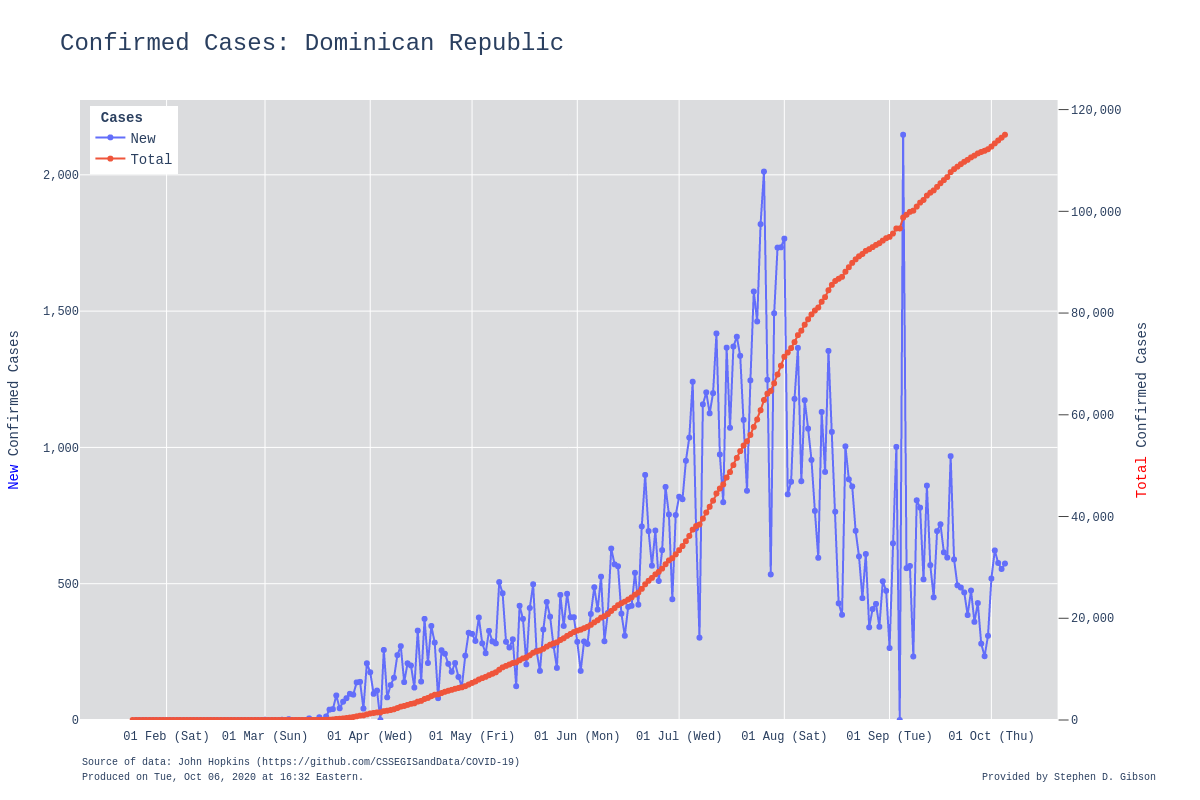 Confirmed Cases: Dominican Republic
Cases
New
Total
2,000
1,500
1,000
500
0
120,000
100,000
80,000
60,000
40,000
20,000
0
New Confirmed Cases
Total Confirmed Cases
01 Feb (Sat)
01 Mar (Sun)
01 Apr (Wed)
01 May (Fri)
01 Jun (Mon)
01 Jul (Wed)
01 Aug (Sat)
01 Sep (Tue)
01 Oct (Thu)
Source of data: John Hopkins (https://github.com/CSSEGISandData/COVID-19)
Produced on Tue, Oct 06, 2020 at 16:32 Eastern.
Provided by Stephen D. Gibson